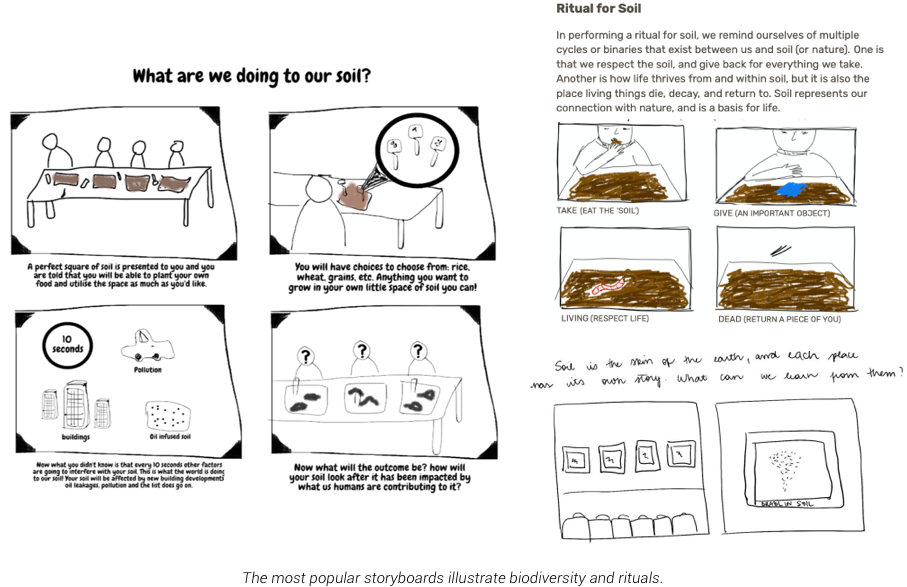 What are we doing to our soil?
A perfect square of soil is presented to you and you
are told that you will be able to plant your own
food and utilise the space as much as you'd like.
You will have choices to choose from: rice,
wheat, grains, etc. Anything you want to
grow in your own little space of soil you can!
10
seconds
Pollution
buildings
Oil infused soil
Now what you didn't know is that every 10 seconds other factors
are going to interfere with your soil. This is what the world is doing
to our soil! Your soil will be affected by new building developments
oil leakages, pollution and the list does go on.
?
?
?
Now what will the outcome be? how will
your soil look after it has been impacted by
what us humans are contributing to it?
Ritual for Soil
In performing a ritual for soil, we remind ourselves of multiple
cycles or binaries that exist between us and soil (or nature). One is
that we respect the soil, and give back for everything we take.
Another is how life thrives from and within soil, but it is also the
place living things die, decay, and return to. Soil represents our
connection with nature, and is a basis for life.
TAKE (EAT THE 'SOIL')
GIVE (AN IMPORTANT OBJECT)
LIVING (RESPECT LIFE)
DEAD (RETURN A PIECE OF YOU)
Soil is the skin of the earth, and each place
has its own story. What can we learn from them?
IN SOIL
The most popular storyboards illustrate biodiversity and rituals.